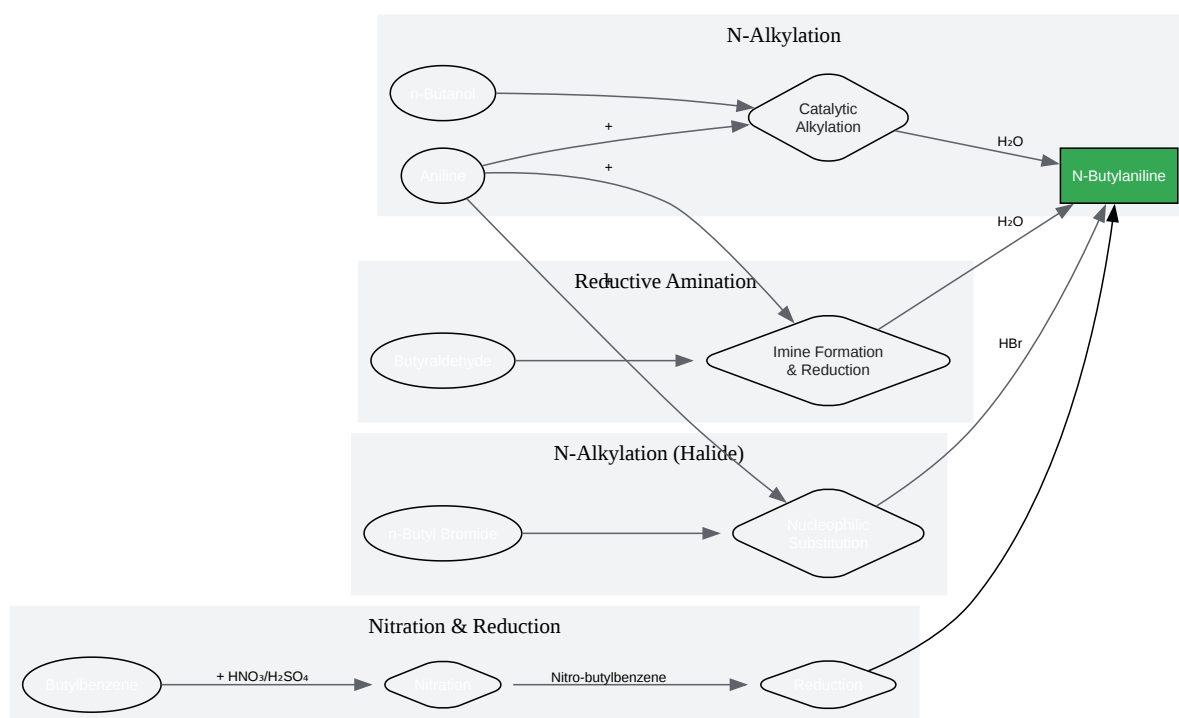 N-Alkylation
n-Butanol
Catalytic
Alkylation
+
H₂O
Aniline
+
N-Butylaniline
H₂O
Reductive Amination
+
Butyraldehyde
Imine Formation
& Reduction
HBr
N-Alkylation (Halide)
n-Butyl Bromide
Nucleophilic
Substitution
Nitration & Reduction
Butylbenzene
+ HNO₃/H₂SO₄
Nitration
Nitro-butylbenzene
Reduction